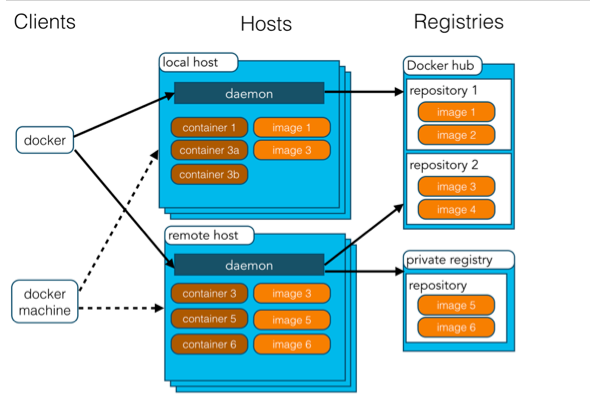 Clients
Hosts
Registries
docker
docker
machine
local host
daemon
container 1
image 1
container 3a
image 3
container 3b
remote host
daemon
container 3
image 3
container 5
image 5
container 6
image 6
Docker hub
repository 1
image 1
image 2
repository 2
image 3
image 4
private registry
repository
image 5
image 6